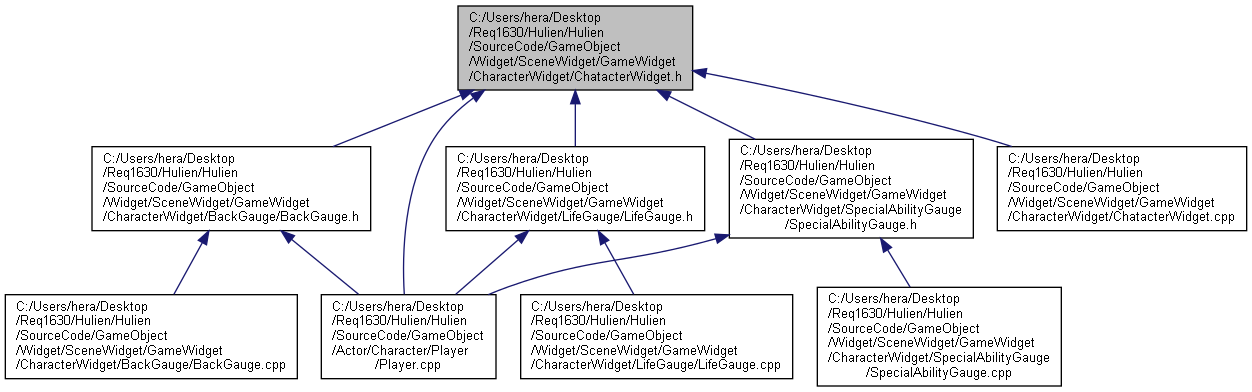 C:/Users/hera/Desktop
/Req1630/Hulien/Hulien
/SourceCode/GameObject
/Widget/SceneWidget/GameWidget
/CharacterWidget/ChatacterWidget.h
C:/Users/hera/Desktop
/Req1630/Hulien/Hulien
/SourceCode/GameObject
/Widget/SceneWidget/GameWidget
/CharacterWidget/BackGauge/BackGauge.h
C:/Users/hera/Desktop
/Req1630/Hulien/Hulien
/SourceCode/GameObject
/Widget/SceneWidget/GameWidget
/CharacterWidget/LifeGauge/LifeGauge.h
C:/Users/hera/Desktop
/Req1630/Hulien/Hulien
/SourceCode/GameObject
/Widget/SceneWidget/GameWidget
/CharacterWidget/SpecialAbilityGauge
/SpecialAbilityGauge.h
C:/Users/hera/Desktop
/Req1630/Hulien/Hulien
/SourceCode/GameObject
/Widget/SceneWidget/GameWidget
/CharacterWidget/ChatacterWidget.cpp
C:/Users/hera/Desktop
/Req1630/Hulien/Hulien
/SourceCode/GameObject
/Widget/SceneWidget/GameWidget
/CharacterWidget/BackGauge/BackGauge.cpp
C:/Users/hera/Desktop
/Req1630/Hulien/Hulien
/SourceCode/GameObject
/Actor/Character/Player
/Player.cpp
C:/Users/hera/Desktop
/Req1630/Hulien/Hulien
/SourceCode/GameObject
/Widget/SceneWidget/GameWidget
/CharacterWidget/LifeGauge/LifeGauge.cpp
C:/Users/hera/Desktop
/Req1630/Hulien/Hulien
/SourceCode/GameObject
/Widget/SceneWidget/GameWidget
/CharacterWidget/SpecialAbilityGauge
/SpecialAbilityGauge.cpp